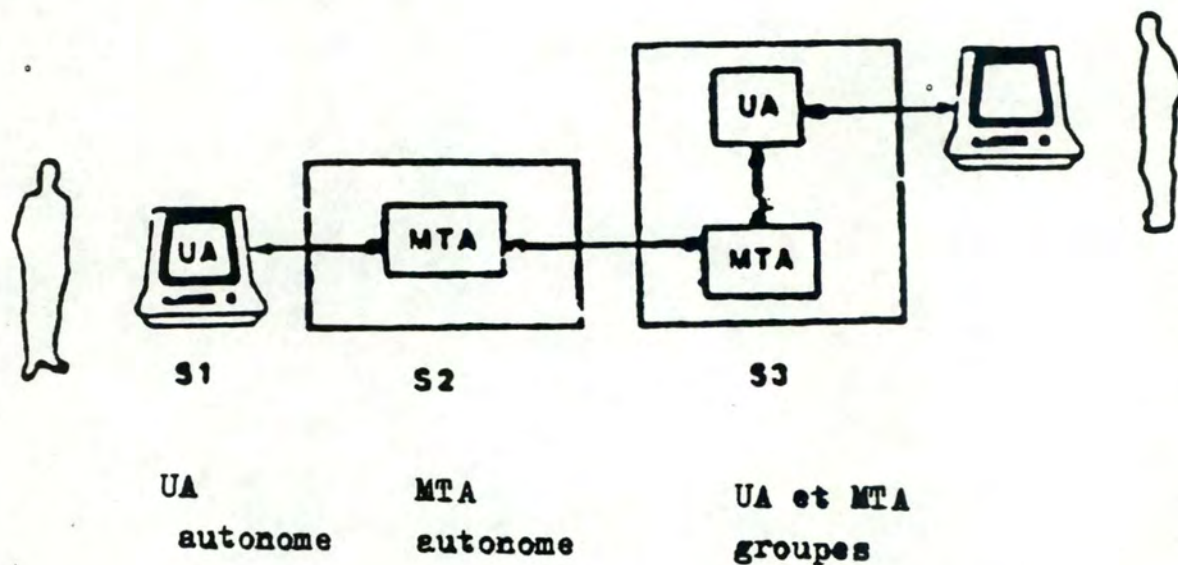 UA
UA
MTA
MTA
S1
S2
S3
UA
autonome
MTA
autonome
UA et MTA
groupes